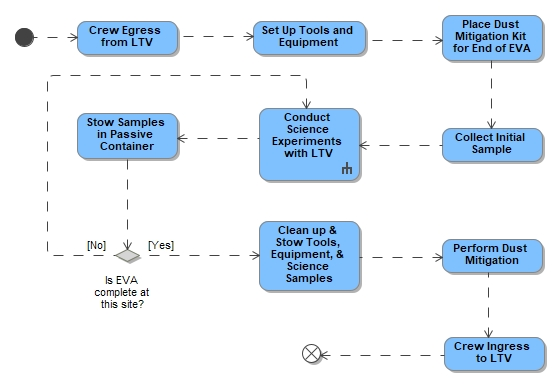 Crew Egress
from LTV
Set Up Tools and
Equipment
Place Dust
Mitigation Kit
for End of EVA
Collect Initial
Sample
Conduct
Science
Experiments
with LTV
Stow Samples
in Passive
Container
[No]
[Yes]
Is EVA
complete at
this site?
Clean up &
Stow Tools,
Equipment, &
Science
Samples
Perform Dust
Mitigation
Crew Ingress
to LTV